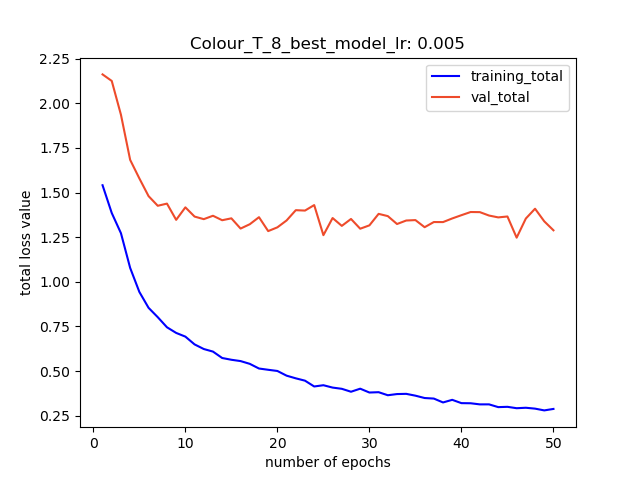 Colour_T_8_best_model_lr: 0.005
training_total
val_total
total loss value
2.25
2.00
1.75
1.50
1.25
1.00
0.75
0.50
0.25
0 10 20 30 40 50
number of epochs